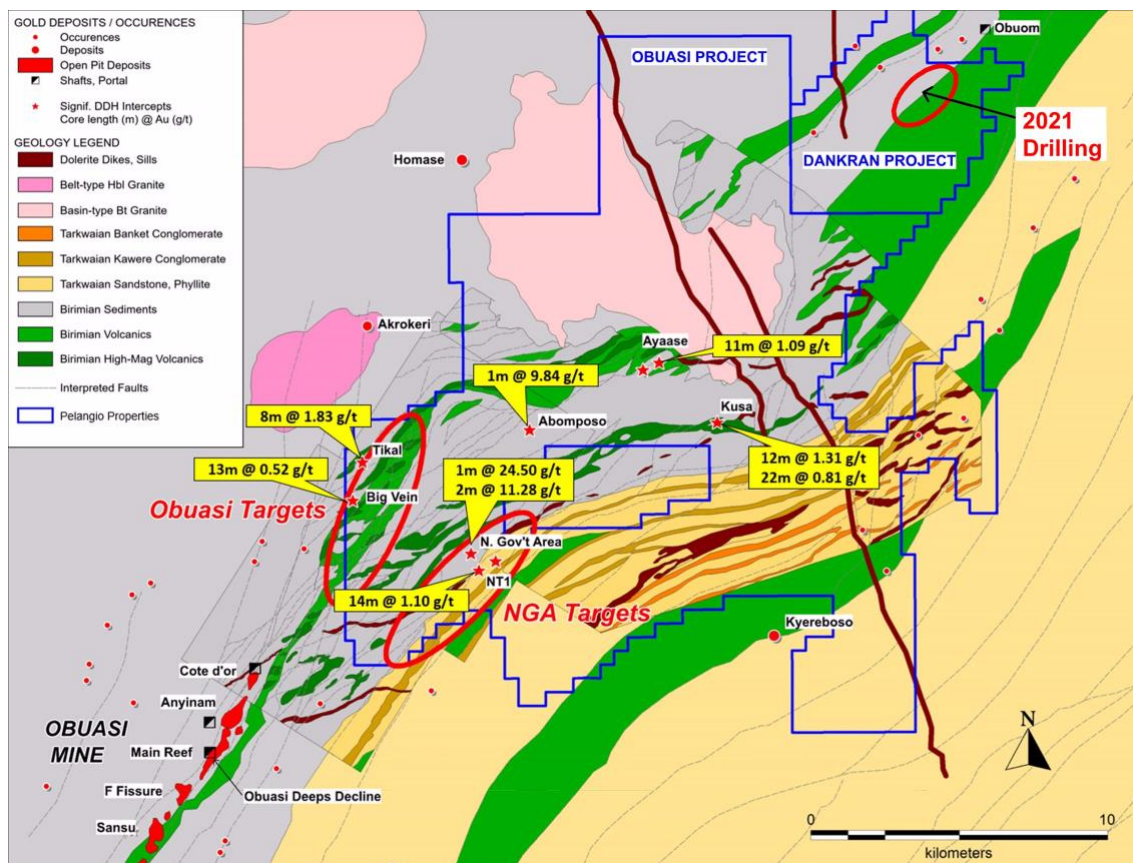 GOLD DEPOSITS / OCCURENCES
Occurences
Deposits
Open Pit Deposits
Shafts, Portal
Signif. DDH Intercepts
Core length (m) @ Au (g/t)
GEOLOGY LEGEND
Dolerite Dikes, Sills
Belt-type Hbl Granite
Basin-type Bt Granite
Tarkwaian Banket Conglomerate
Tarkwaian Kawere Conglomerate
Tarkwaian Sandstone, Phyllite
Birimian Sediments
Birimian Volcanics
Birimian High-Mag Volcanics
Interpreted Faults
Pelangio Properties
OBUASI PROJECT
Obuom
2021
Drilling
Homase
DANKRAN PROJECT
Akrokeri
Ayaase
11m @ 1.09 g/t
1m @ 9.84 g/t
Abomposo
Kusa
8m @ 1.83 g/t
Tikal
12m @ 1.31 g/t
22m @ 0.81 g/t
13m @ 0.52 g/t
1m @ 24.50 g/t
2m @ 11.28 g/t
Big Vein
Obuasi Targets
N. Gov't Area
NT1
14m @ 1.10 g/t
NGA Targets
Kyereboso
Cote d'or
Anyinam
OBUASI
MINE
Main Reef
F Fissure
Obuasi Deeps Decline
Sansu
N
0
10
kilometers